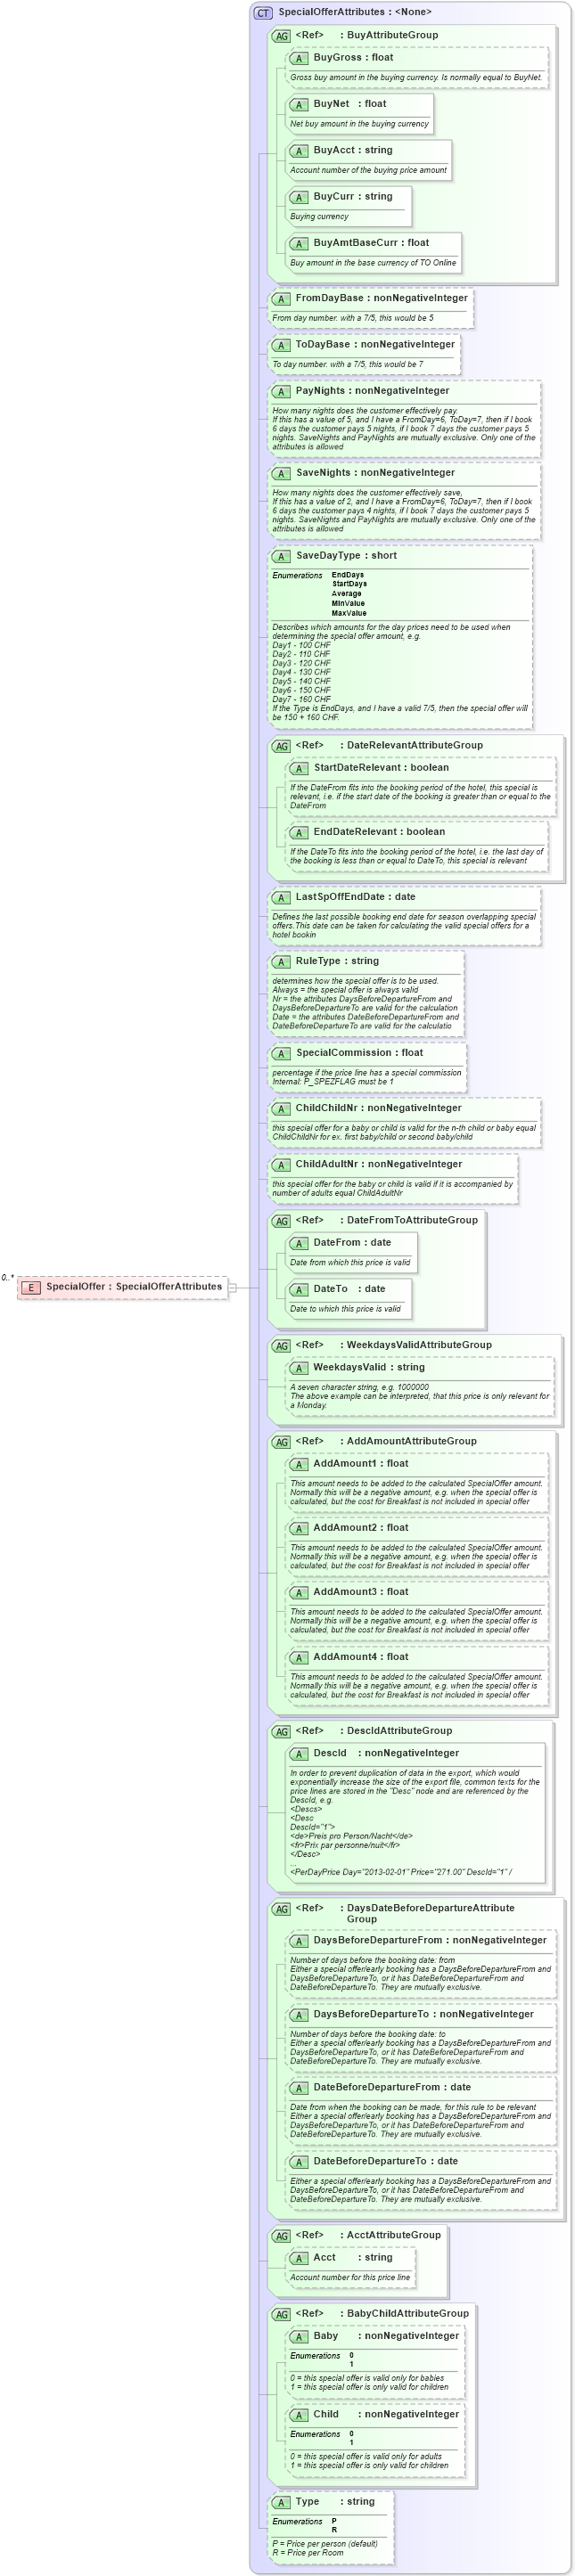 CT SpecialOfferAttributes : <None>
AG <Ref> : BuyAttributeGroup
A BuyGross : float
Gross buy amount in the buying currency. Is normally equal to BuyNet.
A BuyNet : float
Net buy amount in the buying currency
A BuyAcct : string
Account number of the buying price amount
A BuyCurr : string
Buying currency
A BuyAmtBaseCurr : float
Buy amount in the base currency of TO Online
A FromDayBase : nonNegativeInteger
From day number. with a 7/5, this would be 5
A ToDayBase : nonNegativeInteger
To day number. with a 7/5, this would be 7
A PayNights : nonNegativeInteger
How many nights does the customer effectively pay.
If this has a value of 5, and I have a FromDay=6, ToDay=7, then if I book
6 days the customer pays 5 nights, if I book 7 days the customer pays 5
nights. SaveNights and PayNights are mutually exclusive. Only one of the
attributes is allowed
A SaveNights : nonNegativeInteger
How many nights does the customer effectively save,
If this has a value of 2, and I have a FromDay=6, ToDay=7, then if I book
6 days the customer pays 4 nights, if I book 7 days the customer pays 5
nights. SaveNights and PayNights are mutually exclusive. Only one of the
attributes is allowed
A SaveDayType : short
Enumerations EndDays
StartDays
Average
MinValue
MaxValue
Describes which amounts for the day prices need to be used when
determining the special offer amount, e.g.
Day1 - 100 CHF
Day2 - 110 CHF
Day3 - 120 CHF
Day4 - 130 CHF
Day5 - 140 CHF
Day6 - 150 CHF
Day7 - 160 CHF
If the Type is EndDays, and I have a valid 7/5, then the special offer will
be 150 + 160 CHF.
AG <Ref> : DateRelevantAttributeGroup
A StartDateRelevant : boolean
If the DateFrom fits into the booking period of the hotel, this special is
relevant, i.e. if the start date of the booking is greater than or equal to the
DateFrom
A EndDateRelevant : boolean
If the DateTo fits into the booking period of the hotel, i.e. the last day of
the booking is less than or equal to DateTo, this special is relevant
A LastSpOffEndDate : date
Defines the last possible booking end date for season overlapping special
offers.This date can be taken for calculating the valid special offers for a
hotel bookin
A RuleType : string
determines how the special offer is to be used.
Always = the special offer is always valid
Nr = the attributes DaysBeforeDepartureFrom and
DaysBeforeDepartureTo are valid for the calculation
Date = the attributes DateBeforeDepartureFrom and
DateBeforeDepartureTo are valid for the calculatio
A SpecialCommission : float
percentage if the price line has a special commission
Internal: P_SPEZFLAG must be 1
A ChildChildNr : nonNegativeInteger
this special offer for a baby or child is valid for the n-th child or baby equal
ChildChildNr for ex. first baby/child or second baby/child
A ChildAdultNr : nonNegativeInteger
this special offer for the baby or child is valid if it is accompanied by
number of adults equal ChildAdultNr
AG <Ref> : DateFromToAttributeGroup
A DateFrom : date
Date from which this price is valid
0..*
E SpecialOffer : SpecialOfferAttributes
A DateTo : date
Date to which this price is valid
AG <Ref> : WeekdaysValidAttributeGroup
A WeekdaysValid : string
A seven character string, e.g. 1000000
The above example can be interpreted, that this price is only relevant for
a Monday.
AG <Ref> : AddAmountAttributeGroup
A AddAmount1 : float
This amount needs to be added to the calculated SpecialOffer amount.
Normally this will be a negative amount, e.g. when the special offer is
calculated, but the cost for Breakfast is not included in special offer
A AddAmount2 : float
This amount needs to be added to the calculated SpecialOffer amount.
Normally this will be a negative amount, e.g. when the special offer is
calculated, but the cost for Breakfast is not included in special offer
A AddAmount3 : float
This amount needs to be added to the calculated SpecialOffer amount.
Normally this will be a negative amount, e.g. when the special offer is
calculated, but the cost for Breakfast is not included in special offer
A AddAmount4 : float
This amount needs to be added to the calculated SpecialOffer amount.
Normally this will be a negative amount, e.g. when the special offer is
calculated, but the cost for Breakfast is not included in special offer
AG <Ref> : DescIdAttributeGroup
A DescId : nonNegativeInteger
In order to prevent duplication of data in the export, which would
exponentially increase the size of the export file, common texts for the
price lines are stored in the "Desc" node and are referenced by the
DescId, e.g.
<Descs>
<Desc
DescId="1">
<de>Preis pro Person/Nacht</de>
<fr>Prix par personne/nuit</fr>
</Desc>
...
<PerDayPrice Day="2013-02-01" Price="271.00" DescId="1" /
AG <Ref> : DaysDateBeforeDepartureAttribute
Group
A DaysBeforeDepartureFrom : nonNegativeInteger
Number of days before the booking date: from
Either a special offer/early booking has a DaysBeforeDepartureFrom and
DaysBeforeDepartureTo, or it has DateBeforeDepartureFrom and
DateBeforeDepartureTo. They are mutually exclusive.
A DaysBeforeDepartureTo : nonNegativeInteger
Number of days before the booking date: to
Either a special offer/early booking has a DaysBeforeDepartureFrom and
DaysBeforeDepartureTo, or it has DateBeforeDepartureFrom and
DateBeforeDepartureTo. They are mutually exclusive.
A DateBeforeDepartureFrom : date
Date from when the booking can be made, for this rule to be relevant
Either a special offer/early booking has a DaysBeforeDepartureFrom and
DaysBeforeDepartureTo, or it has DateBeforeDepartureFrom and
DateBeforeDepartureTo. They are mutually exclusive.
A DateBeforeDepartureTo : date
Either a special offer/early booking has a DaysBeforeDepartureFrom and
DaysBeforeDepartureTo, or it has DateBeforeDepartureFrom and
DateBeforeDepartureTo. They are mutually exclusive.
AG <Ref> : AcctAttributeGroup
A Acct : string
Account number for this price line
AG <Ref> : BabyChildAttributeGroup
A Baby : nonNegativeInteger
Enumerations 0
1
0 = this special offer is valid only for babies
1 = this special offer is only valid for children
A Child : nonNegativeInteger
Enumerations 0
1
0 = this special offer is valid only for adults
1 = this special offer is only valid for children
A Type : string
Enumerations P
R
P = Price per person (default)
R = Price per Room